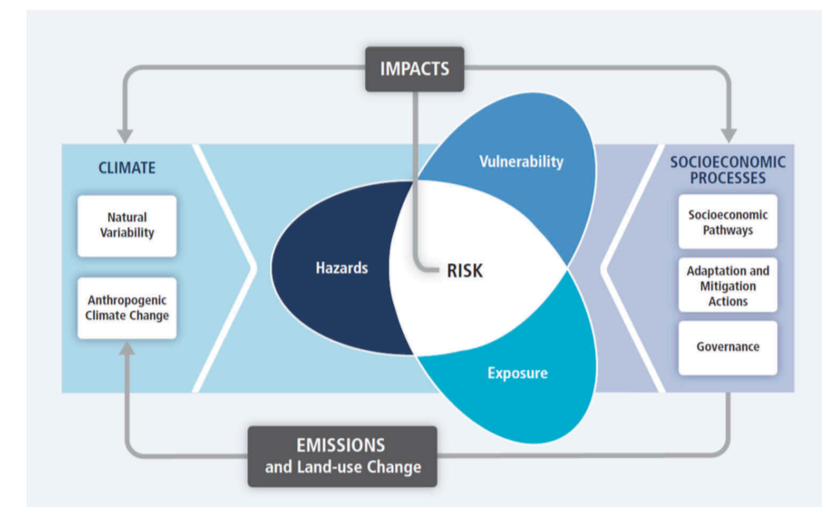 IMPACTS
CLIMATE
Natural
Variability
Anthropogenic
Climate Change
Vulnerability
Hazards
RISK
Exposure
SOCIOECONOMIC
PROCESSES
Socioeconomic
Pathways
Adaptation and
Mitigation
Actions
Governance
EMISSIONS
and Land-use Change